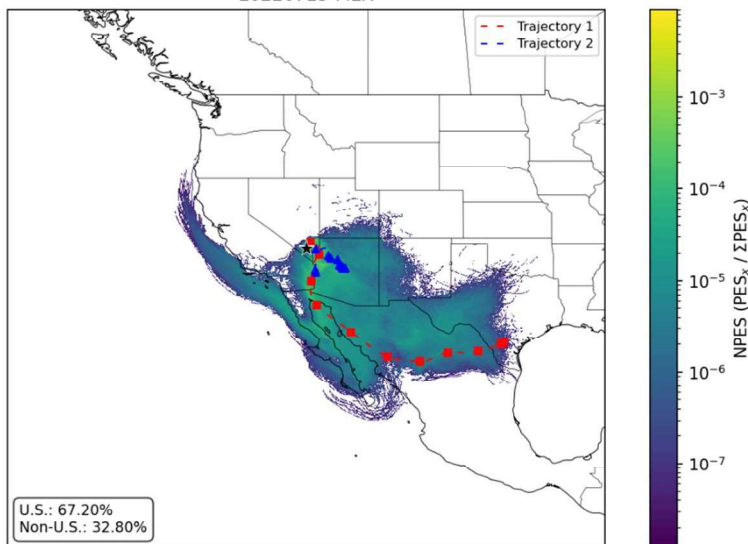 Trajectory 1
Trajectory 2
10⁻³
10⁻⁴
10⁻⁵
10⁻⁶
10⁻⁷
NPES (PESₓ / ΣPESₓ)
U.S.: 67.20%
Non-U.S.: 32.80%